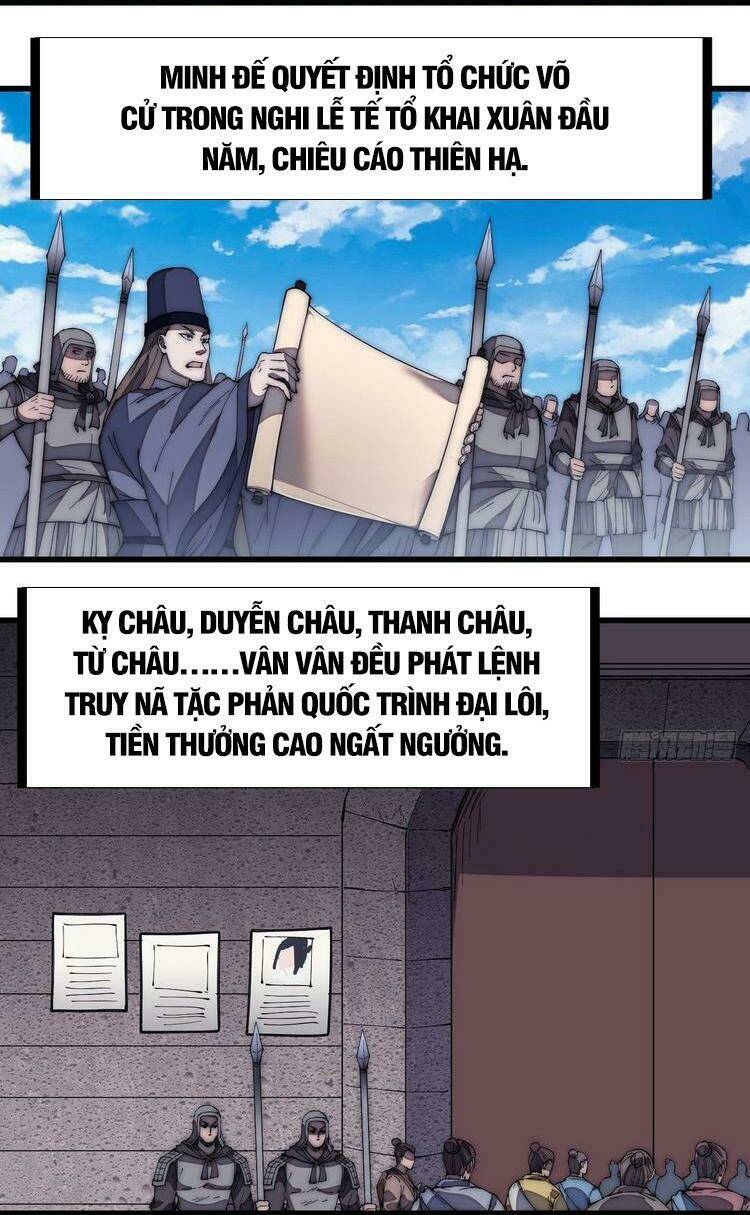 MINH ĐẾ QUYẾT ĐỊNH TỔ CHỨC VÕ
CỬ TRONG NGHI LỄ TẾ TỔ KHAI XUÂN ĐẦU
NĂM, CHIÊU CÁO THIÊN HẠ.
KỴ CHÂU, DUYỄN CHÂU, THANH CHÂU,
TỪ CHÂU......VÂN VÂN ĐỀU PHÁT LỆNH
TRUY NÃ TẶC PHẢN QUỐC TRÌNH ĐẠI LÔI,
TIỀN THƯỞNG CAO NGẤT NGƯỞNG.